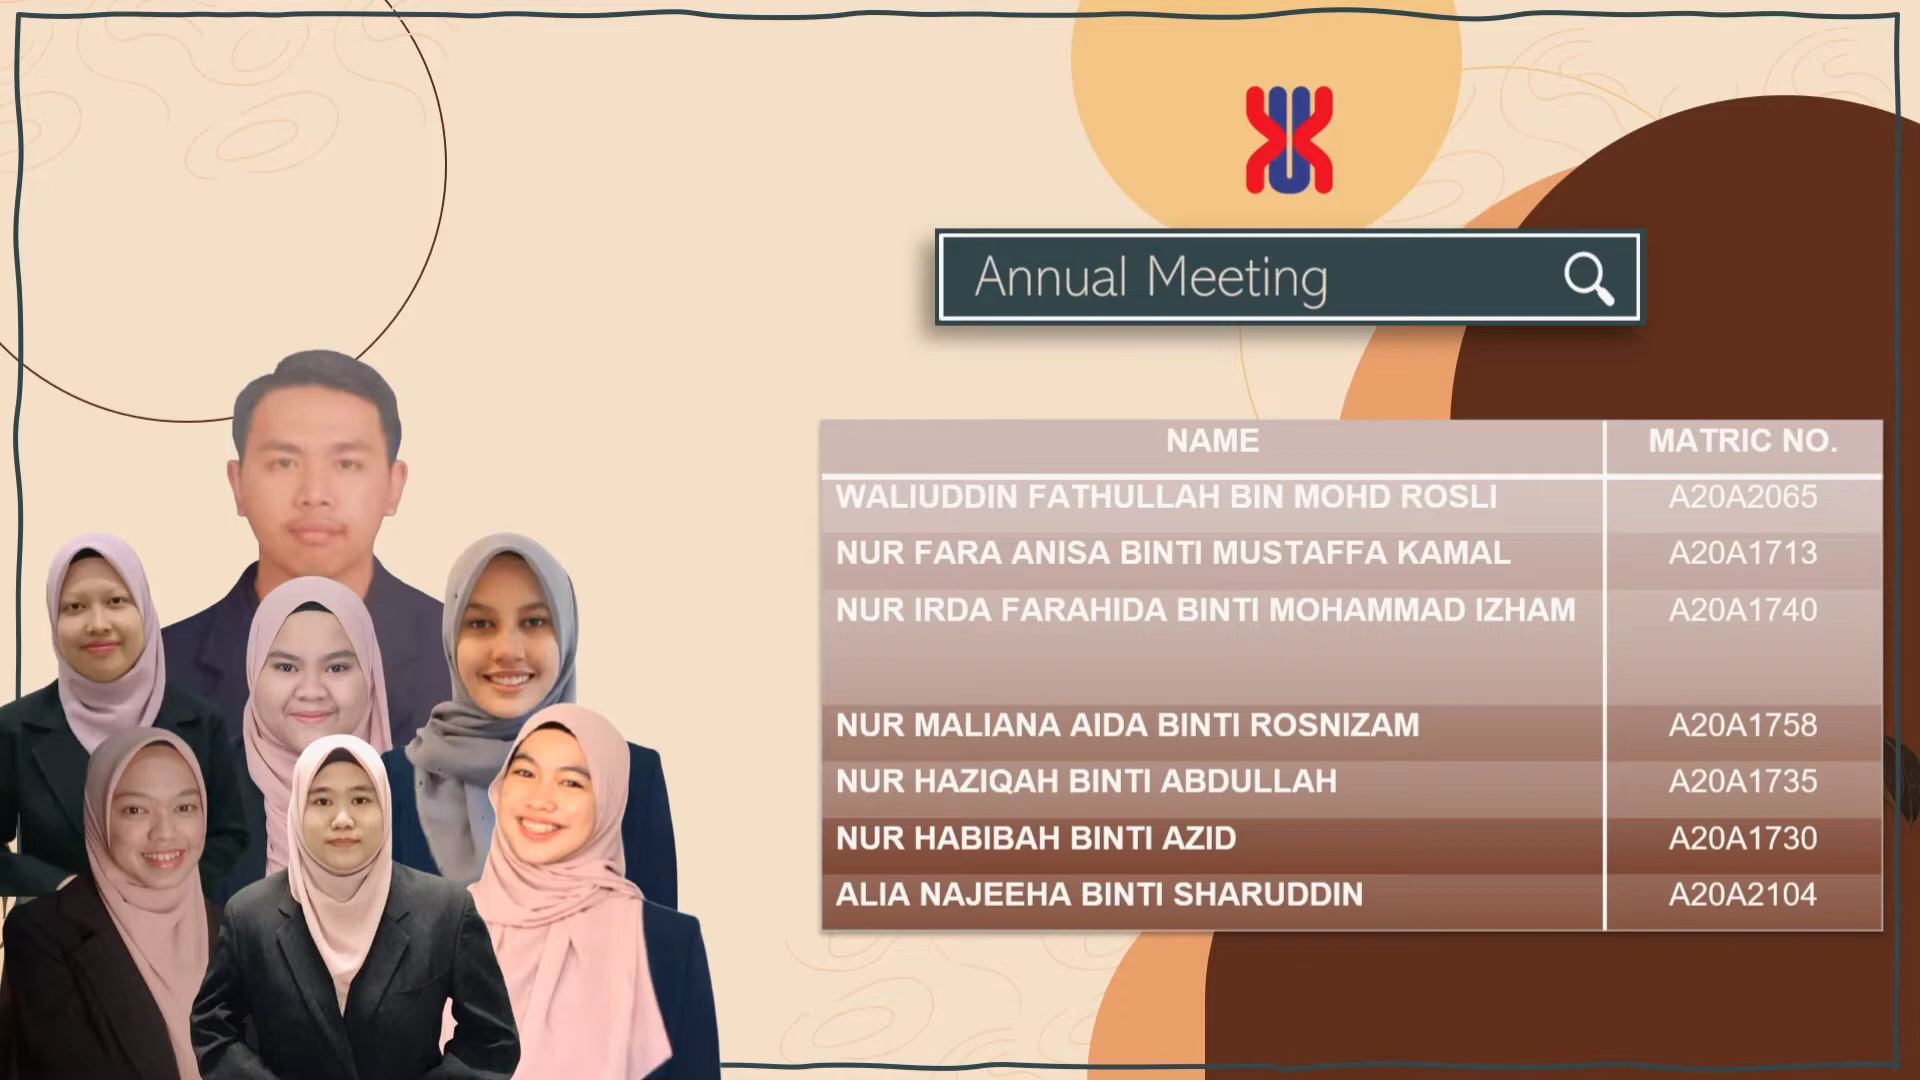 Annual Meeting
NAME MATRIC NO.
WALIUDDIN FATHULLAH BIN MOHD ROSLI A20A2065
NUR FARA ANISA BINTI MUSTAFFA KAMAL A20A1713
NUR IRDA FARAHIDA BINTI MOHAMMAD IZHAM A20A1740
NUR MALIANA AIDA BINTI ROSNIZAM A20A1758
NUR HAZIQAH BINTI ABDULLAH A20A1735
NUR HABIBAH BINTI AZID A20A1730
ALIA NAJEEHA BINTI SHARUDDIN A20A2104